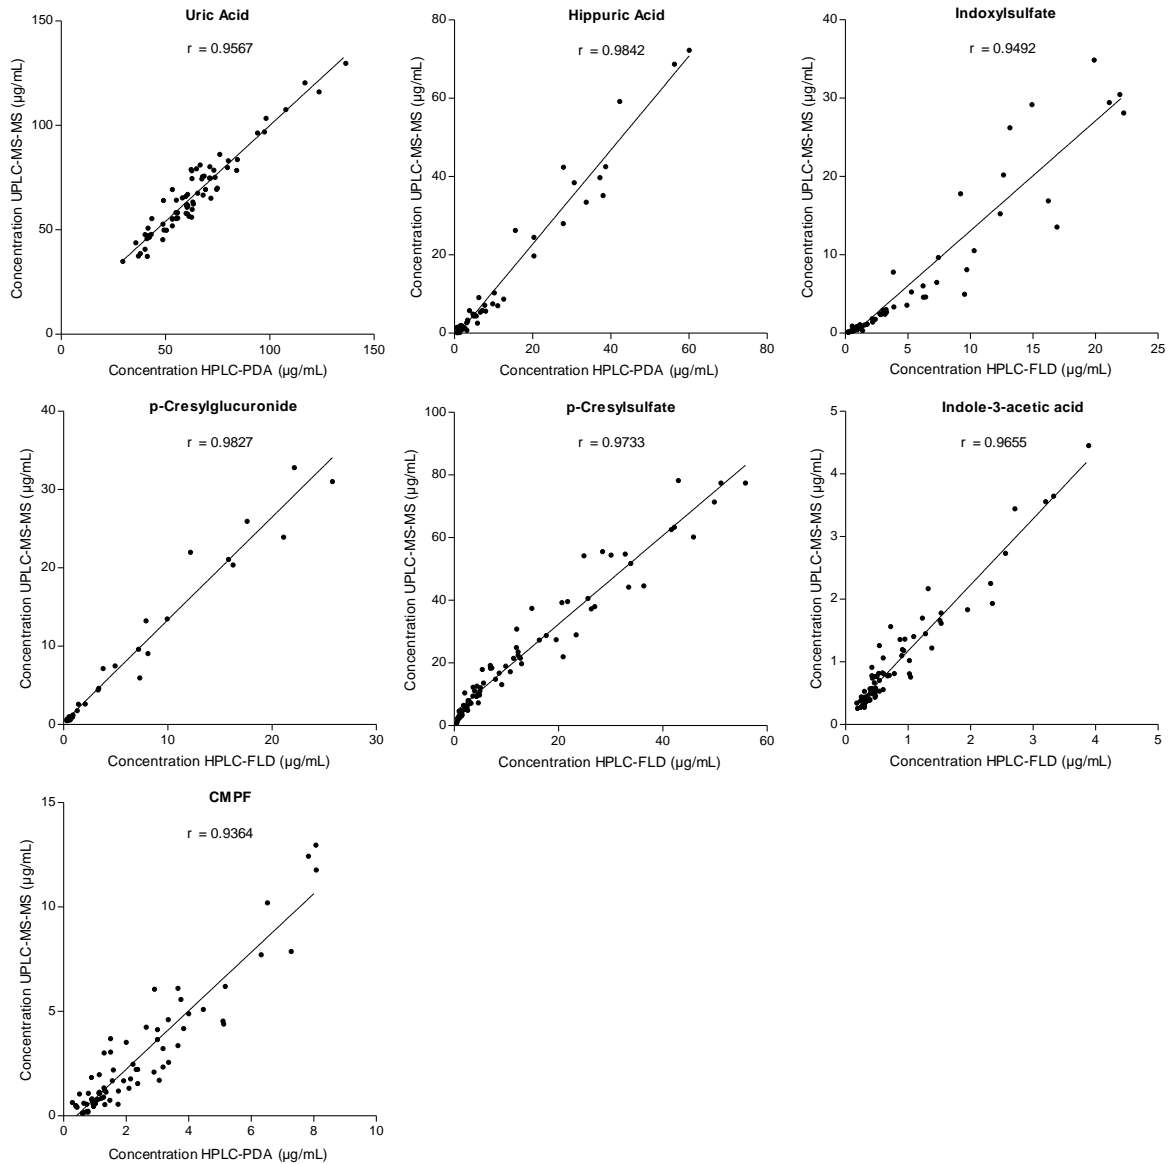 Uric Acid
r = 0.9567
Concentration UPLC-MS-MS (µg/mL)
150
100
50
0
0 50 100 150
Concentration HPLC-PDA (µg/mL)
Hippuric Acid
r = 0.9842
Concentration UPLC-MS-MS (µg/mL)
80
60
40
20
0
0 20 40 60 80
Concentration HPLC-PDA (µg/mL)
Indoxylsulfate
r = 0.9492
Concentration UPLC-MS-MS (µg/mL)
40
30
20
10
0
0 5 10 15 20 25
Concentration HPLC-FLD (µg/mL)
p-Cresylglucuronide
r = 0.9827
Concentration UPLC-MS-MS (µg/mL)
40
30
20
10
0
0 10 20 30
Concentration HPLC-FLD (µg/mL)
p-Cresylsulfate
r = 0.9733
Concentration UPLC-MS-MS (µg/mL)
100
80
60
40
20
0
0 20 40 60
Concentration HPLC-FLD (µg/mL)
Indole-3-acetic acid
r = 0.9655
Concentration UPLC-MS-MS (µg/mL)
5
4
3
2
1
0
0 1 2 3 4 5
Concentration HPLC-FLD (µg/mL)
CMPF
r = 0.9364
Concentration UPLC-MS-MS (µg/mL)
15
10
5
0
0 2 4 6 8 10
Concentration HPLC-PDA (µg/mL)